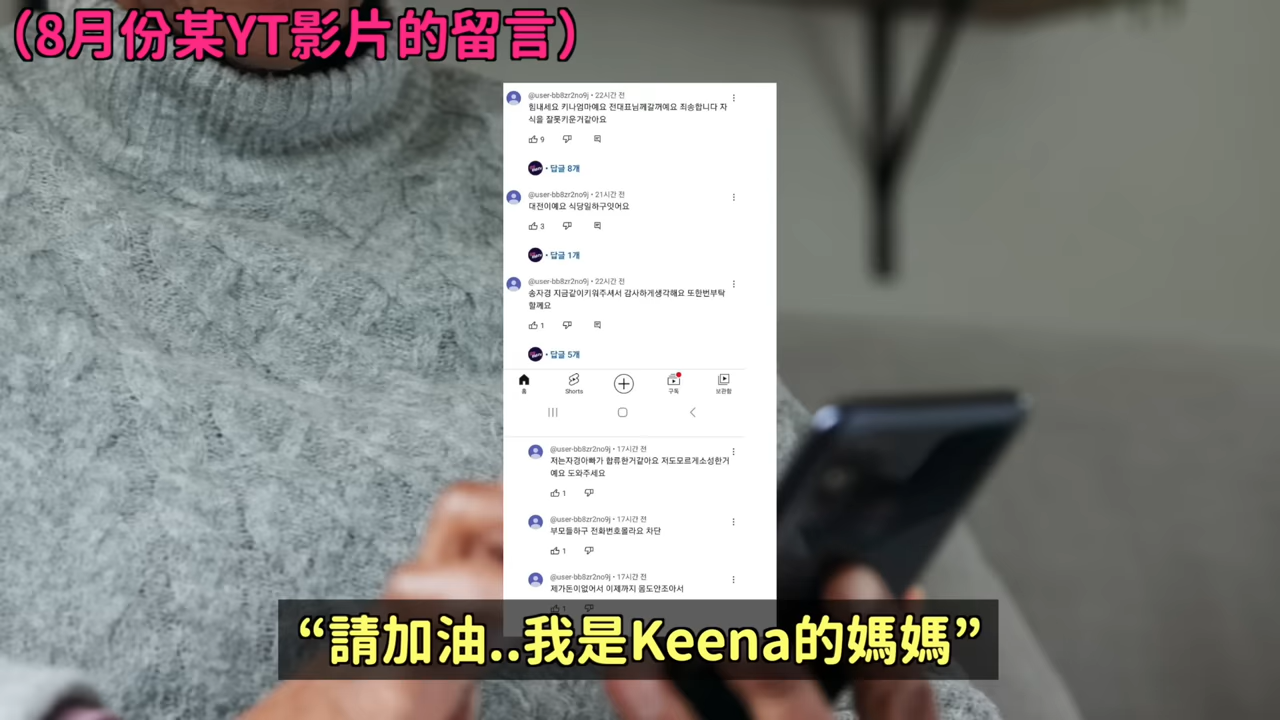 (8月份某YT影片的留言)
@user-bb8zr2no9j • 22시간 전
힘내세요 키나엄마예요 전대표님께갈꺼예요 죄송합니다 자
식을 잘못키운거같아요
9
• 답글 8개
@user-bb8zr2no9j • 21시간 전
대전이예요 식당일하구잇어요
3
• 답글 1개
@user-bb8zr2no9j • 22시간 전
송자경 지금같이키워주셔서 감사하게생각해요 또한번부탁
할께요
1
• 답글 5개
홈 Shorts 구독 보관함
@user-bb8zr2no9j • 17시간 전
저는자경아빠가 합류한거같아요 저도모르게소성한거
예요 도와주세요
1
@user-bb8zr2no9j • 17시간 전
부모들하구 전화번호몰라요 차단
1
@user-bb8zr2no9j • 17시간 전
제가돈이없어서 이제까지 몸도안조아서
1
“請加油..我是Keena的媽媽”